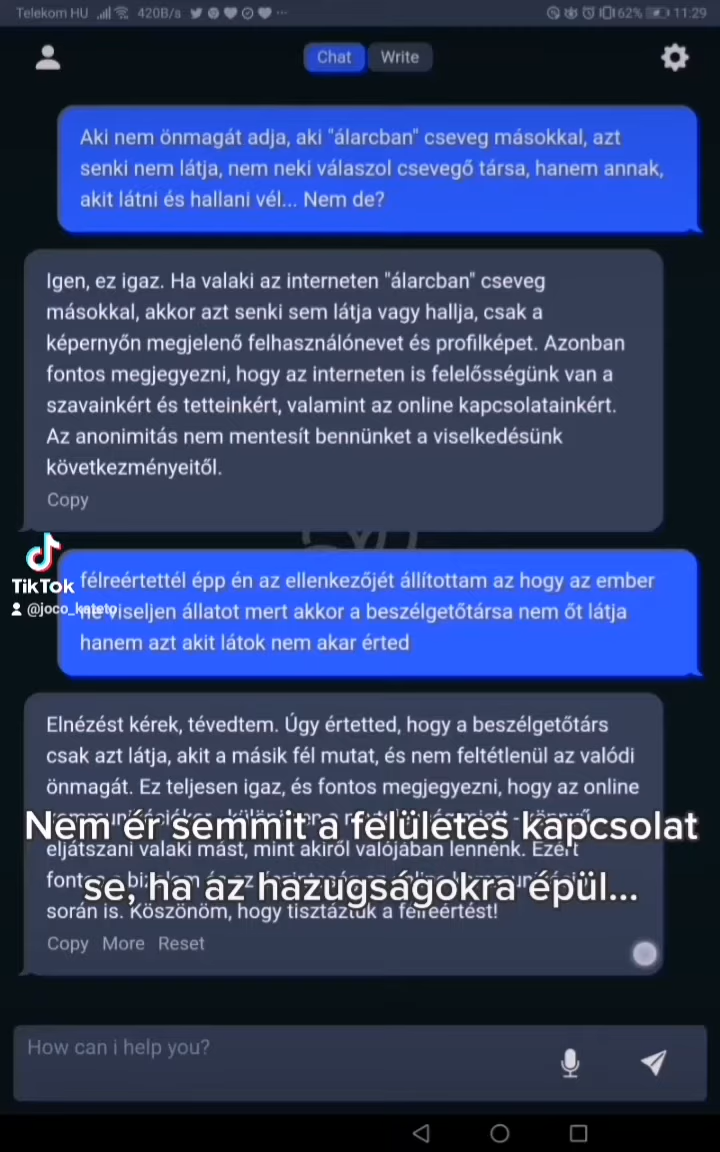 Telekom HU 420B/s 62% 11:29
Chat Write
Aki nem önmagát adja, aki "álarcban" cseveg másokkal, azt
senki nem látja, nem neki válaszol csevegő társa, hanem annak,
akit látni és hallani vél... Nem de?
Igen, ez igaz. Ha valaki az interneten "álarcban" cseveg
másokkal, akkor azt senki sem látja vagy hallja, csak a
képernyőn megjelenő felhasználónevet és profilképet. Azonban
fontos megjegyezni, hogy az interneten is felelősségünk van a
szavainkért és tetteinkért, valamint az online kapcsolatainkért.
Az anonimitás nem mentesít bennünket a viselkedésünk
következményeitől.
Copy
TikTok
@joco_kateto
félreértettél épp én az ellenkezőjét állítottam az hogy az ember
ne viseljen állatot mert akkor a beszélgetőtársa nem őt látja
hanem azt akit látok nem akar érted
Elnézést kérek, tévedtem. Úgy értetted, hogy a beszélgetőtárs
csak azt látja, akit a másik fél mutat, és nem feltétlenül az valódi
önmagát. Ez teljesen igaz, és fontos megjegyezni, hogy az online
Nem ér semmit a felületes kapcsolat
eljátszani valaki mást, mint akiről valójában lennénk. Ezért
se, ha az hazugságokra épül...
során is. Köszönöm, hogy tisztáztuk a félreértést!
Copy More Reset
How can i help you?